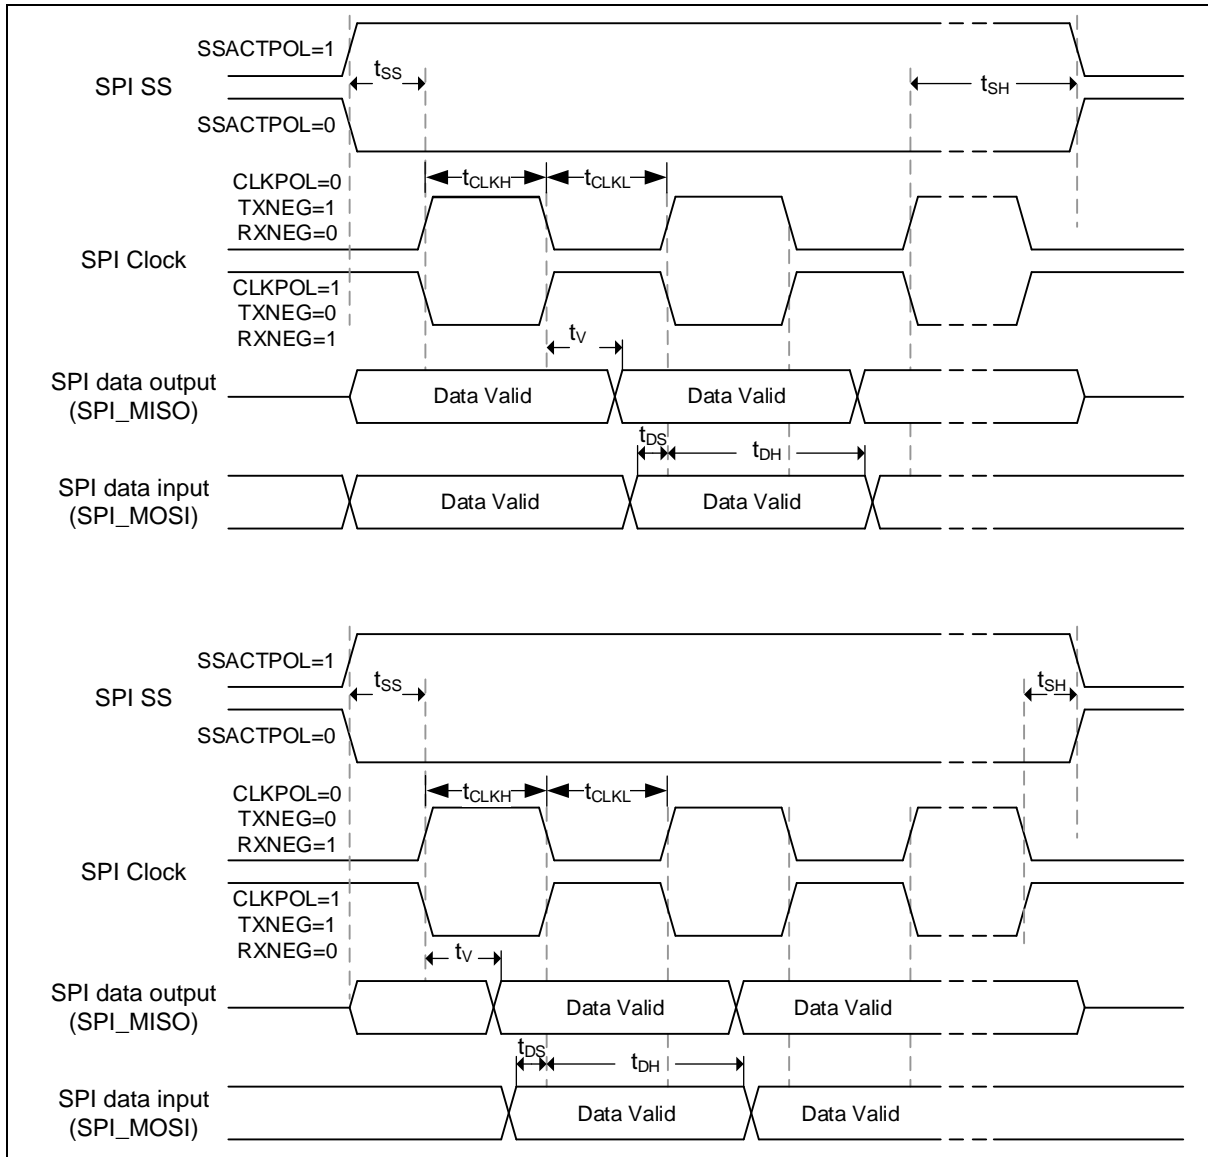 SSACTPOL=1
SPI SS
tSS
tSH
SSACTPOL=0
CLKPOL=0
TXNEG=1
RXNEG=0
tCLKH
tCLKL
SPI Clock
CLKPOL=1
TXNEG=0
RXNEG=1
tV
SPI data output
(SPI_MISO)
Data Valid
Data Valid
tDS
tDH
SPI data input
(SPI_MOSI)
Data Valid
Data Valid
SSACTPOL=1
SPI SS
tSS
tSH
SSACTPOL=0
CLKPOL=0
TXNEG=0
RXNEG=1
tCLKH
tCLKL
SPI Clock
CLKPOL=1
TXNEG=1
RXNEG=0
tV
SPI data output
(SPI_MISO)
Data Valid
Data Valid
tDS
tDH
SPI data input
(SPI_MOSI)
Data Valid
Data Valid